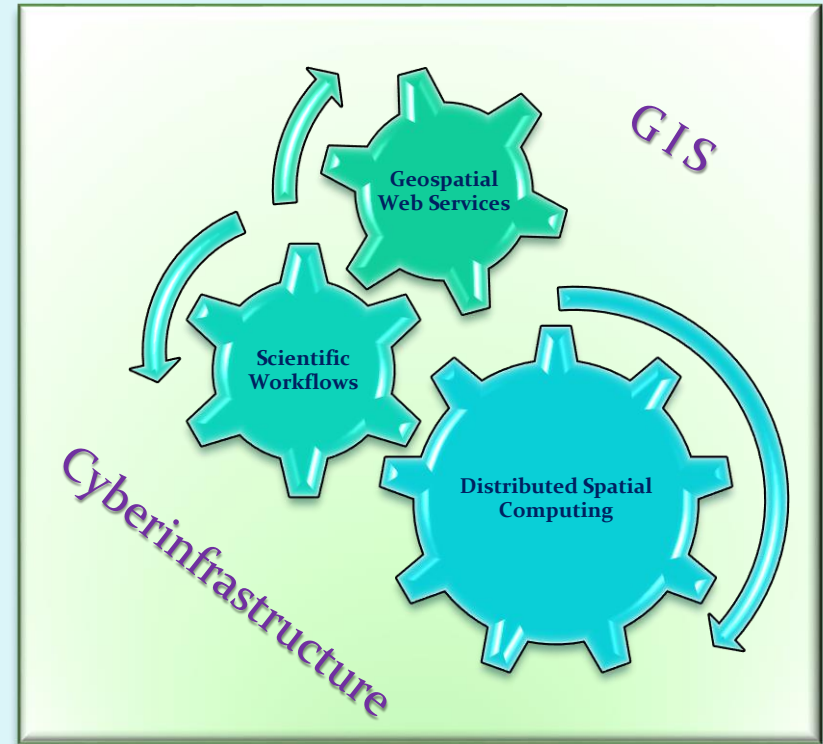 GIS
Geospatial
Web Services
Scientific
Workflows
Distributed Spatial
Computing
Cyberinfrastructure